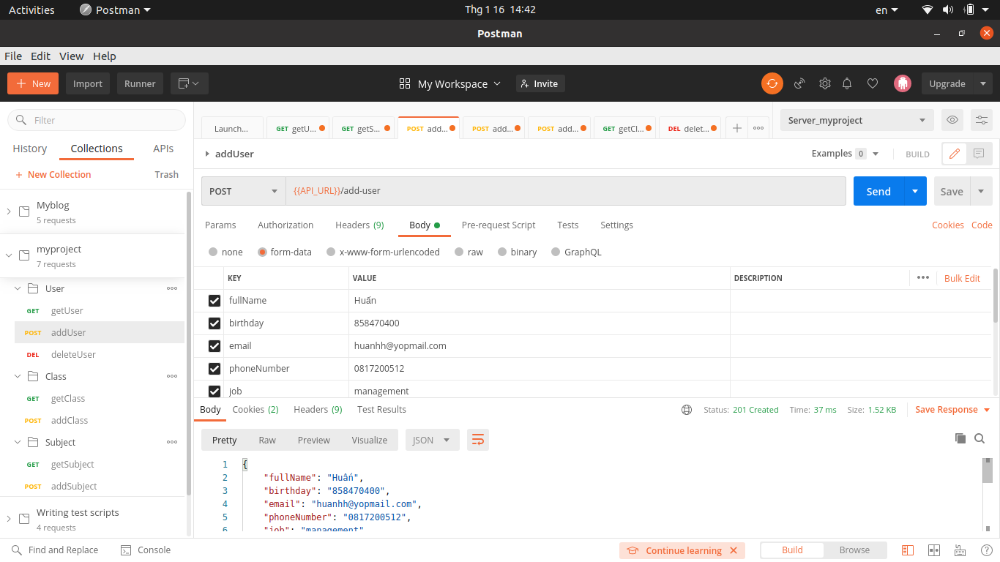 Activities Postman Thg 1 16 14:42 en
Postman
File Edit View Help
+ New Import Runner My Workspace Invite Upgrade
Filter
History Collections APIs
+ New Collection Trash
Myblog
5 requests
myproject
7 requests
User
GET getUser
POST addUser
DEL deleteUser
Class
GET getClass
POST addClass
Subject
GET getSubject
POST addSubject
Writing test scripts
4 requests
Launch... GET getU... GET getS... POST add... POST add... POST add... GET getCl... DEL delet... + Server_myproject
addUser Examples 0 BUILD
POST {{API_URL}}/add-user Send Save
Params Authorization Headers (9) Body Pre-request Script Tests Settings Cookies Code
none form-data x-www-form-urlencoded raw binary GraphQL
KEY VALUE DESCRIPTION ••• Bulk Edit
fullName Huấn
birthday 858470400
email huanhh@yopmail.com
phoneNumber 0817200512
job management
Body Cookies (2) Headers (9) Test Results Status: 201 Created Time: 37 ms Size: 1.52 KB Save Response
Pretty Raw Preview Visualize JSON
1 {
2 "fullName": "Huấn",
3 "birthday": "858470400",
4 "email": "huanhh@yopmail.com",
5 "phoneNumber": "0817200512",
6 "job": "management"
Find and Replace Console Continue learning Build Browse